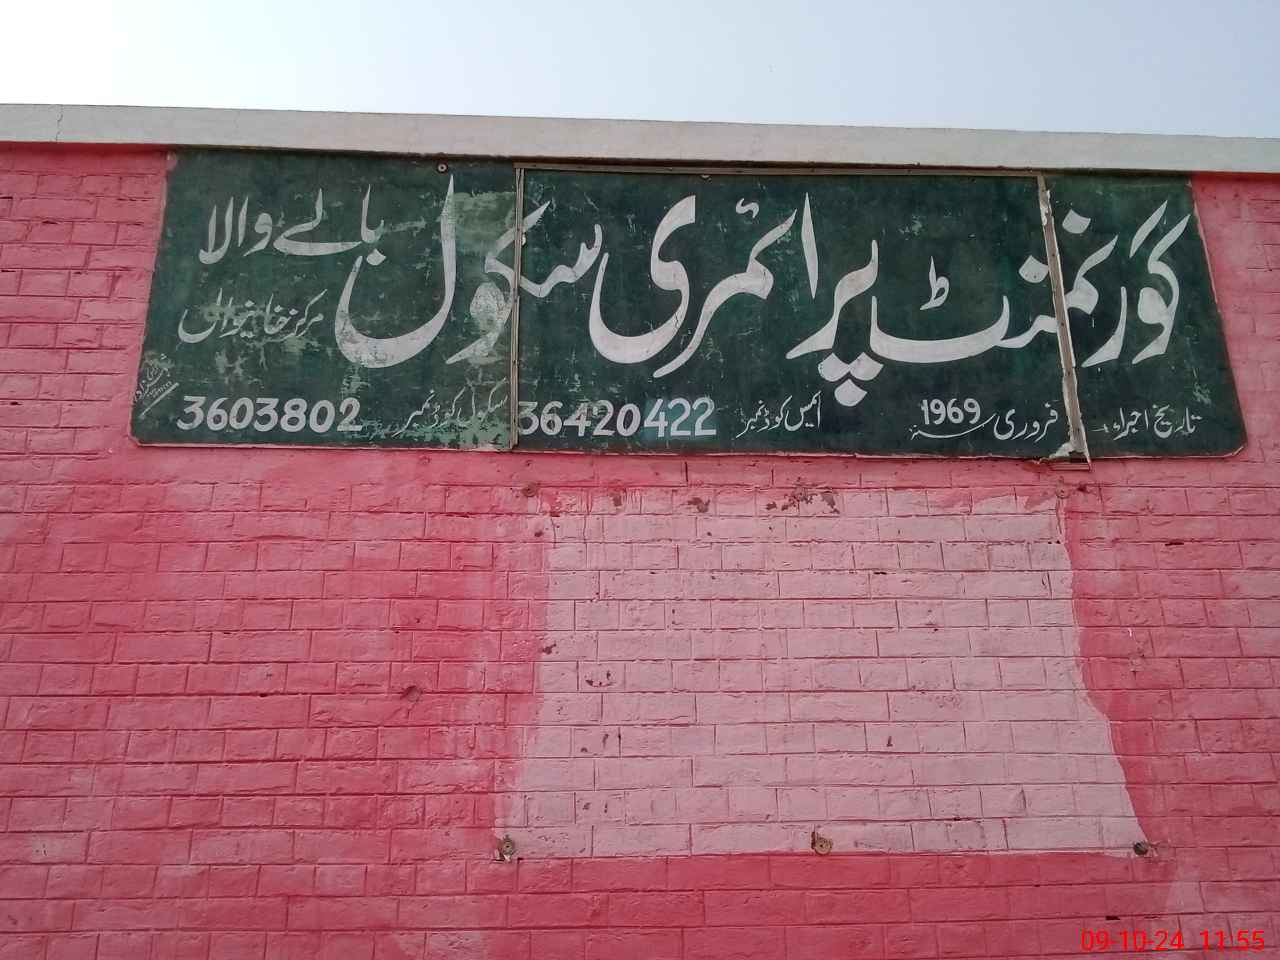 گورنمنٹ پرائمری سکول بالے والا
مرکز خانیوال
تاریخ اجراء فروری سنہ 1969 ایمس کوڈ نمبر 36420422 سکول کوڈ نمبر 3603802
09-10-24 11:55